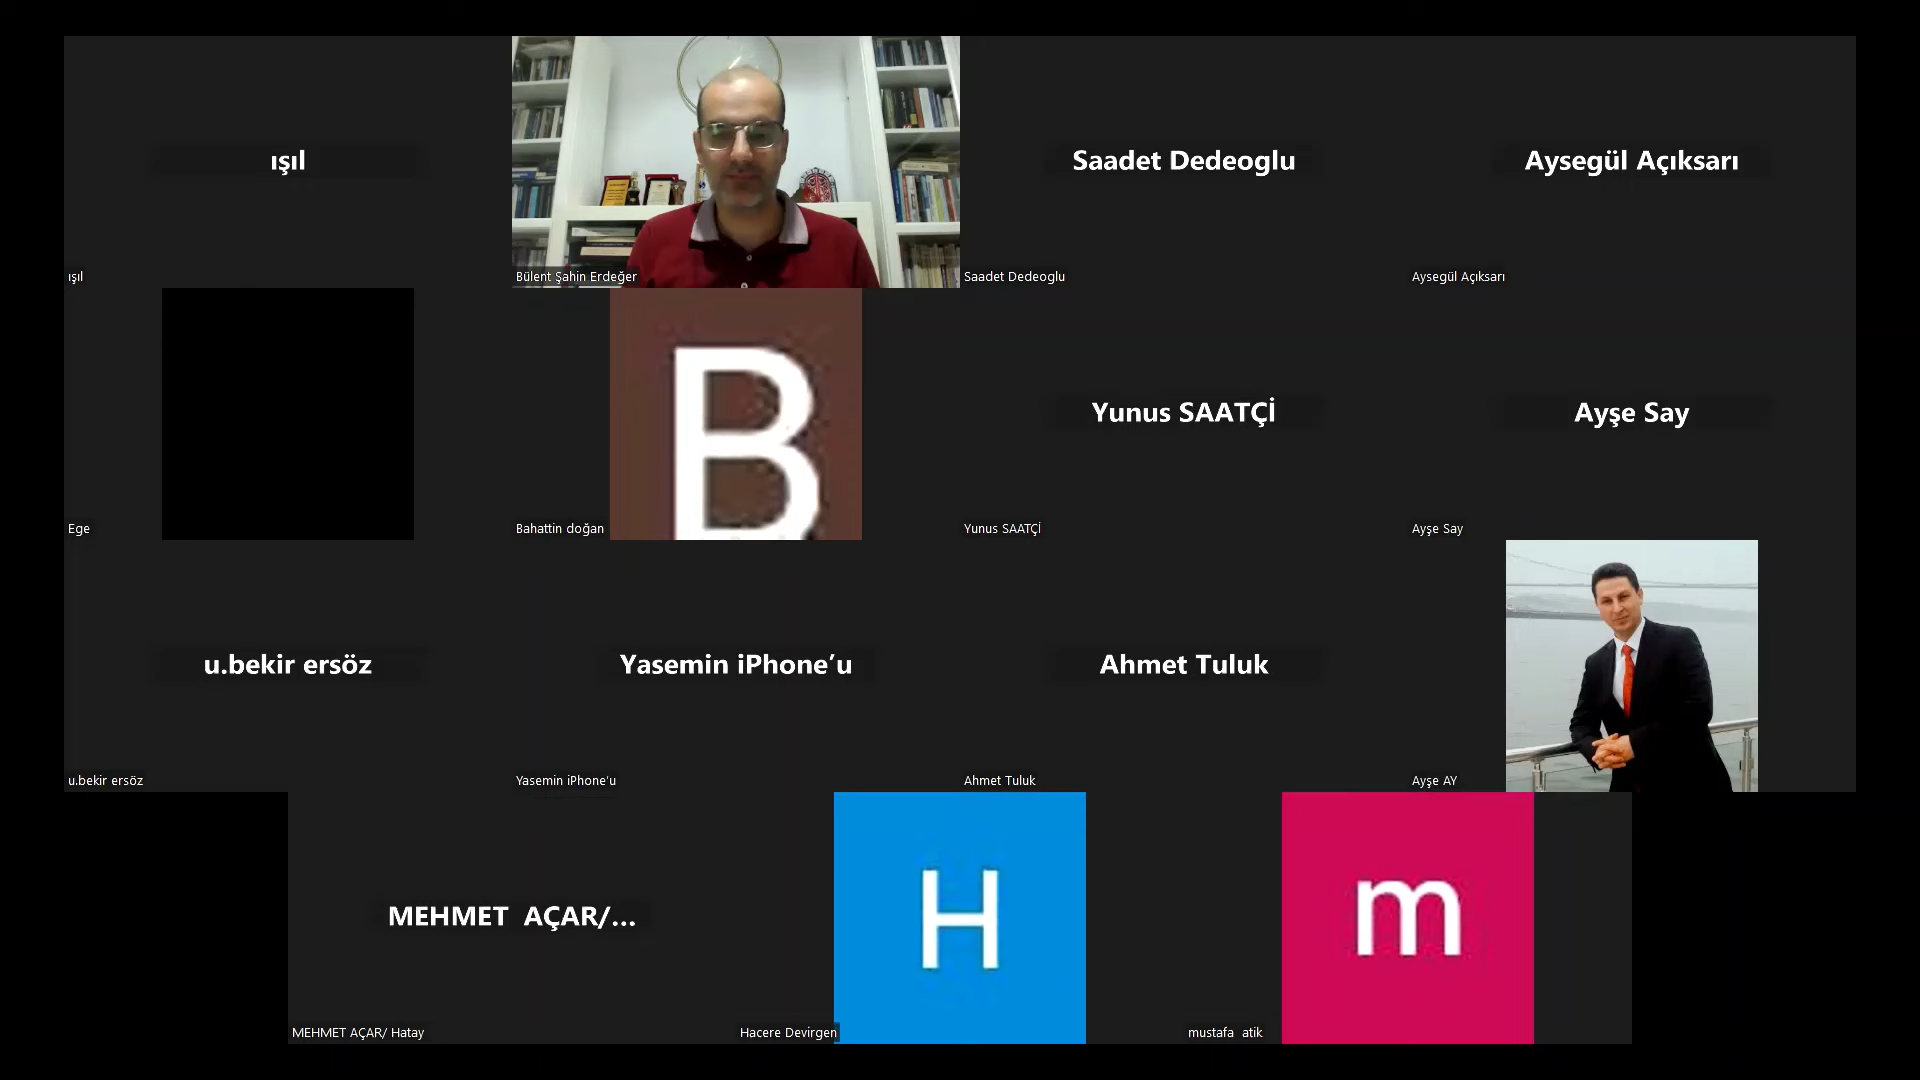 ışıl
Saadet Dedeoglu
Aysegül Açıksarı
ışıl
Bülent Şahin Erdeğer
Saadet Dedeoglu
Aysegül Açıksarı
B
Yunus SAATÇİ
Ayşe Say
Ege
Bahattin doğan
Yunus SAATÇİ
Ayşe Say
u.bekir ersöz
Yasemin iPhone’u
Ahmet Tuluk
u.bekir ersöz
Yasemin iPhone'u
Ahmet Tuluk
Ayşe AY
MEHMET AÇAR/...
H
m
MEHMET AÇAR/ Hatay
Hacere Devirgen
mustafa atik